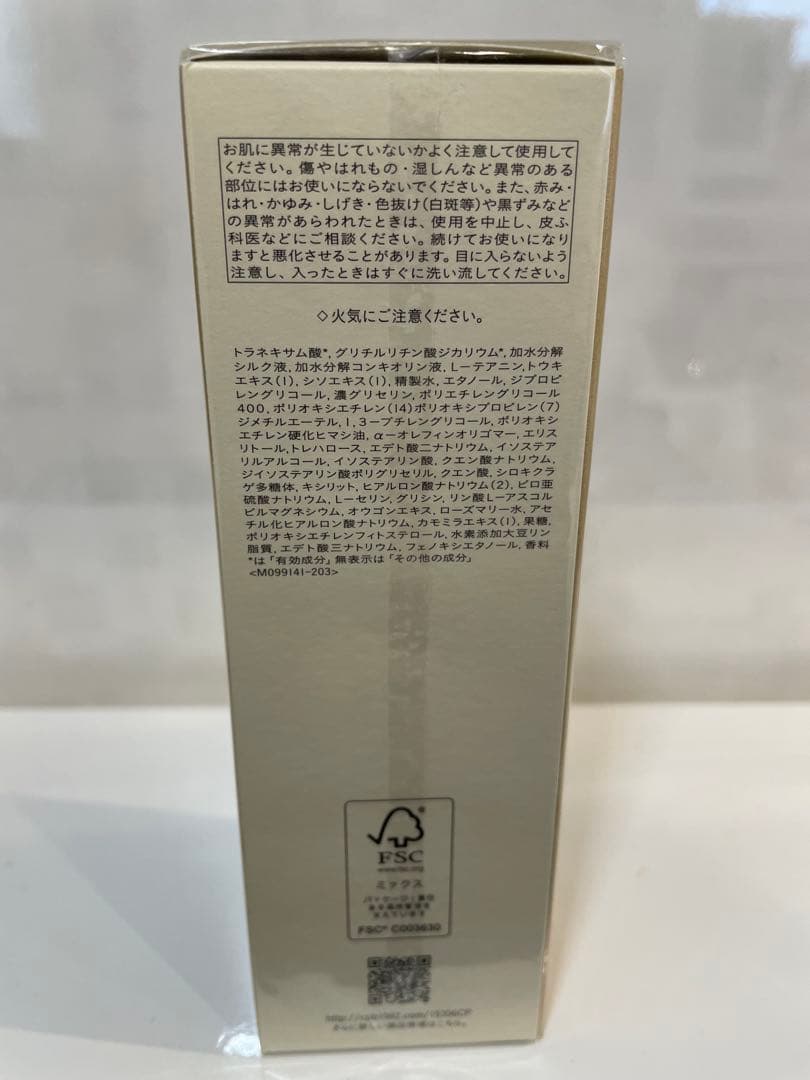 お肌に異常が生じていないかよく注意して使用して
ください。傷やはれもの・湿しんなど異常のある
部位にはお使いにならないでください。また、赤み・
はれ・かゆみ・しげき・色抜け(白斑等)や黒ずみなど
の異常があらわれたときは、使用を中止し、皮ふ
科医などにご相談ください。続けてお使いになり
ますと悪化させることがあります。目に入らないよう
注意し、入ったときはすぐに洗い流してください。
◇火気にご注意ください。
トラネキサム酸*,グリチルリチン酸ジカリウム*,加水分解
シルク液,加水分解コンキオリン液,L-テアニン,トウキ
エキス(1),シソエキス(1),精製水,エタノール,ジプロピ
レングリコール,濃グリセリン,ポリエチレングリコール
400,ポリオキシエチレン(14)ポリオキシプロピレン(7)
ジメチルエーテル,1,3-ブチレングリコール,ポリオキシ
エチレン硬化ヒマシ油,α-オレフィンオリゴマー,エリス
リトール,トレハロース,エデト酸二ナトリウム,イソステア
リルアルコール,イソステアリン酸,クエン酸ナトリウム,
ジイソステアリン酸ポリグリセリル,クエン酸,シロキクラ
ゲ多糖体,キシリット,ヒアルロン酸ナトリウム(2),ピロ亜
硫酸ナトリウム,L-セリン,グリシン,リン酸L-アスコル
ビルマグネシウム,オウゴンエキス,ローズマリー水,アセ
チル化ヒアルロン酸ナトリウム,カモミラエキス(1),果糖,
ポリオキシエチレンフィトステロール,水素添加大豆リン
脂質,エデト酸三ナトリウム,フェノキシエタノール,香料
*は「有効成分」無表示は「その他の成分」
<M099141-203>
FSC
www.fsc.org
ミックス
FSC® C003630